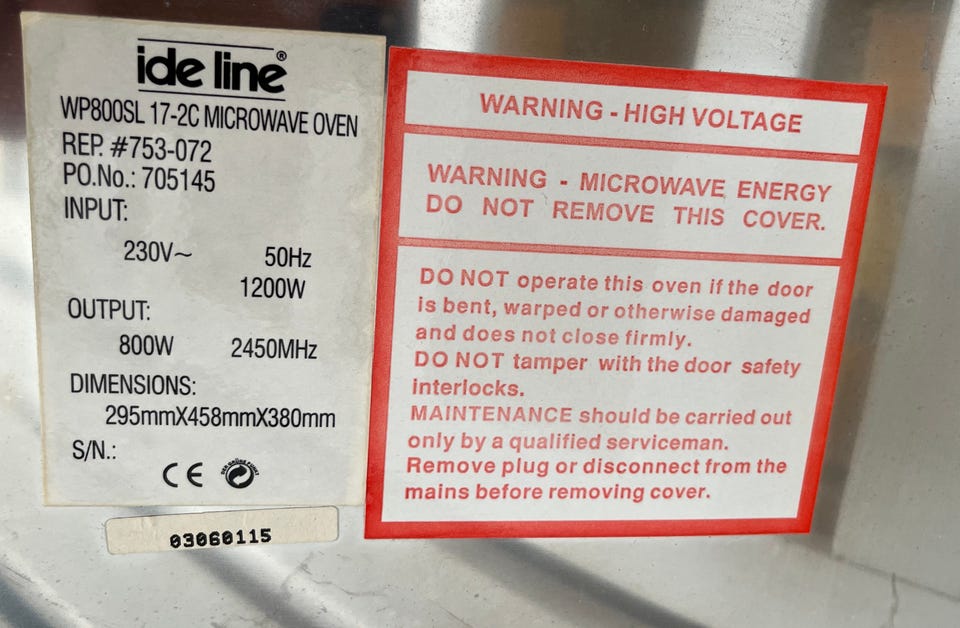 ide line®
WP800SL 17-2C MICROWAVE OVEN
REP. #753-072
PO.No.: 705145
INPUT:
230V~ 50Hz
1200W
OUTPUT:
800W 2450MHz
DIMENSIONS:
295mmX458mmX380mm
S/N.:
CE DER GRÜNE PUNKT
03060115
WARNING - HIGH VOLTAGE
WARNING - MICROWAVE ENERGY
DO NOT REMOVE THIS COVER.
DO NOT operate this oven if the door
is bent, warped or otherwise damaged
and does not close firmly.
DO NOT tamper with the door safety
interlocks.
MAINTENANCE should be carried out
only by a qualified serviceman.
Remove plug or disconnect from the
mains before removing cover.